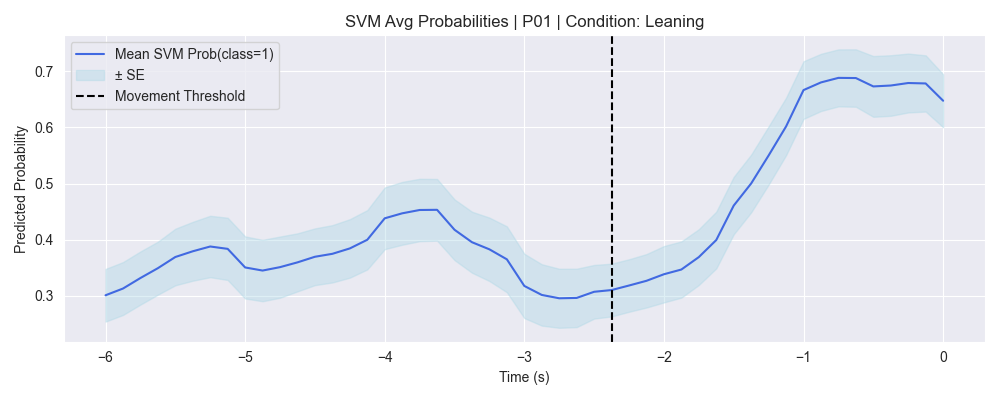 SVM Avg Probabilities | P01 | Condition: Leaning
Mean SVM Prob(class=1)
± SE
Movement Threshold
Predicted Probability
0.7
0.6
0.5
0.4
0.3
−6
−5
−4
−3
−2
−1
0
Time (s)